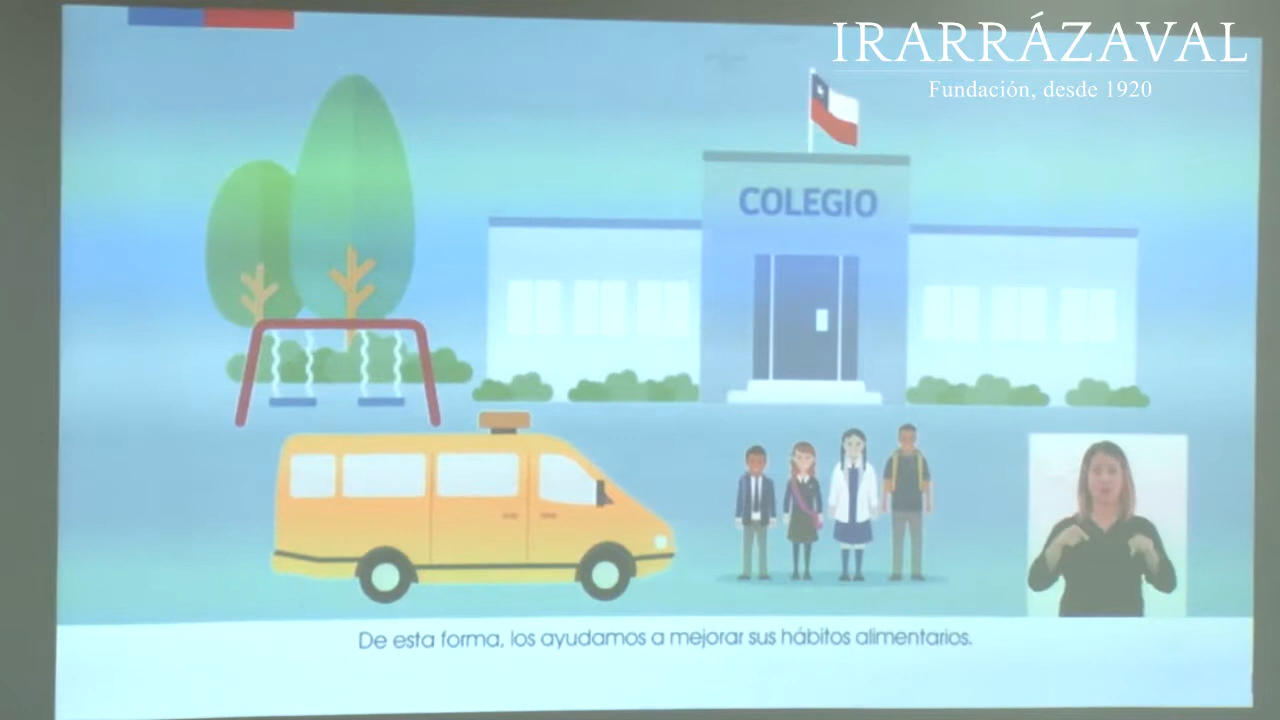 IRARRÁZAVAL
Fundación, desde 1920
COLEGIO
De esta forma, los ayudamos a mejorar sus hábitos alimentarios.